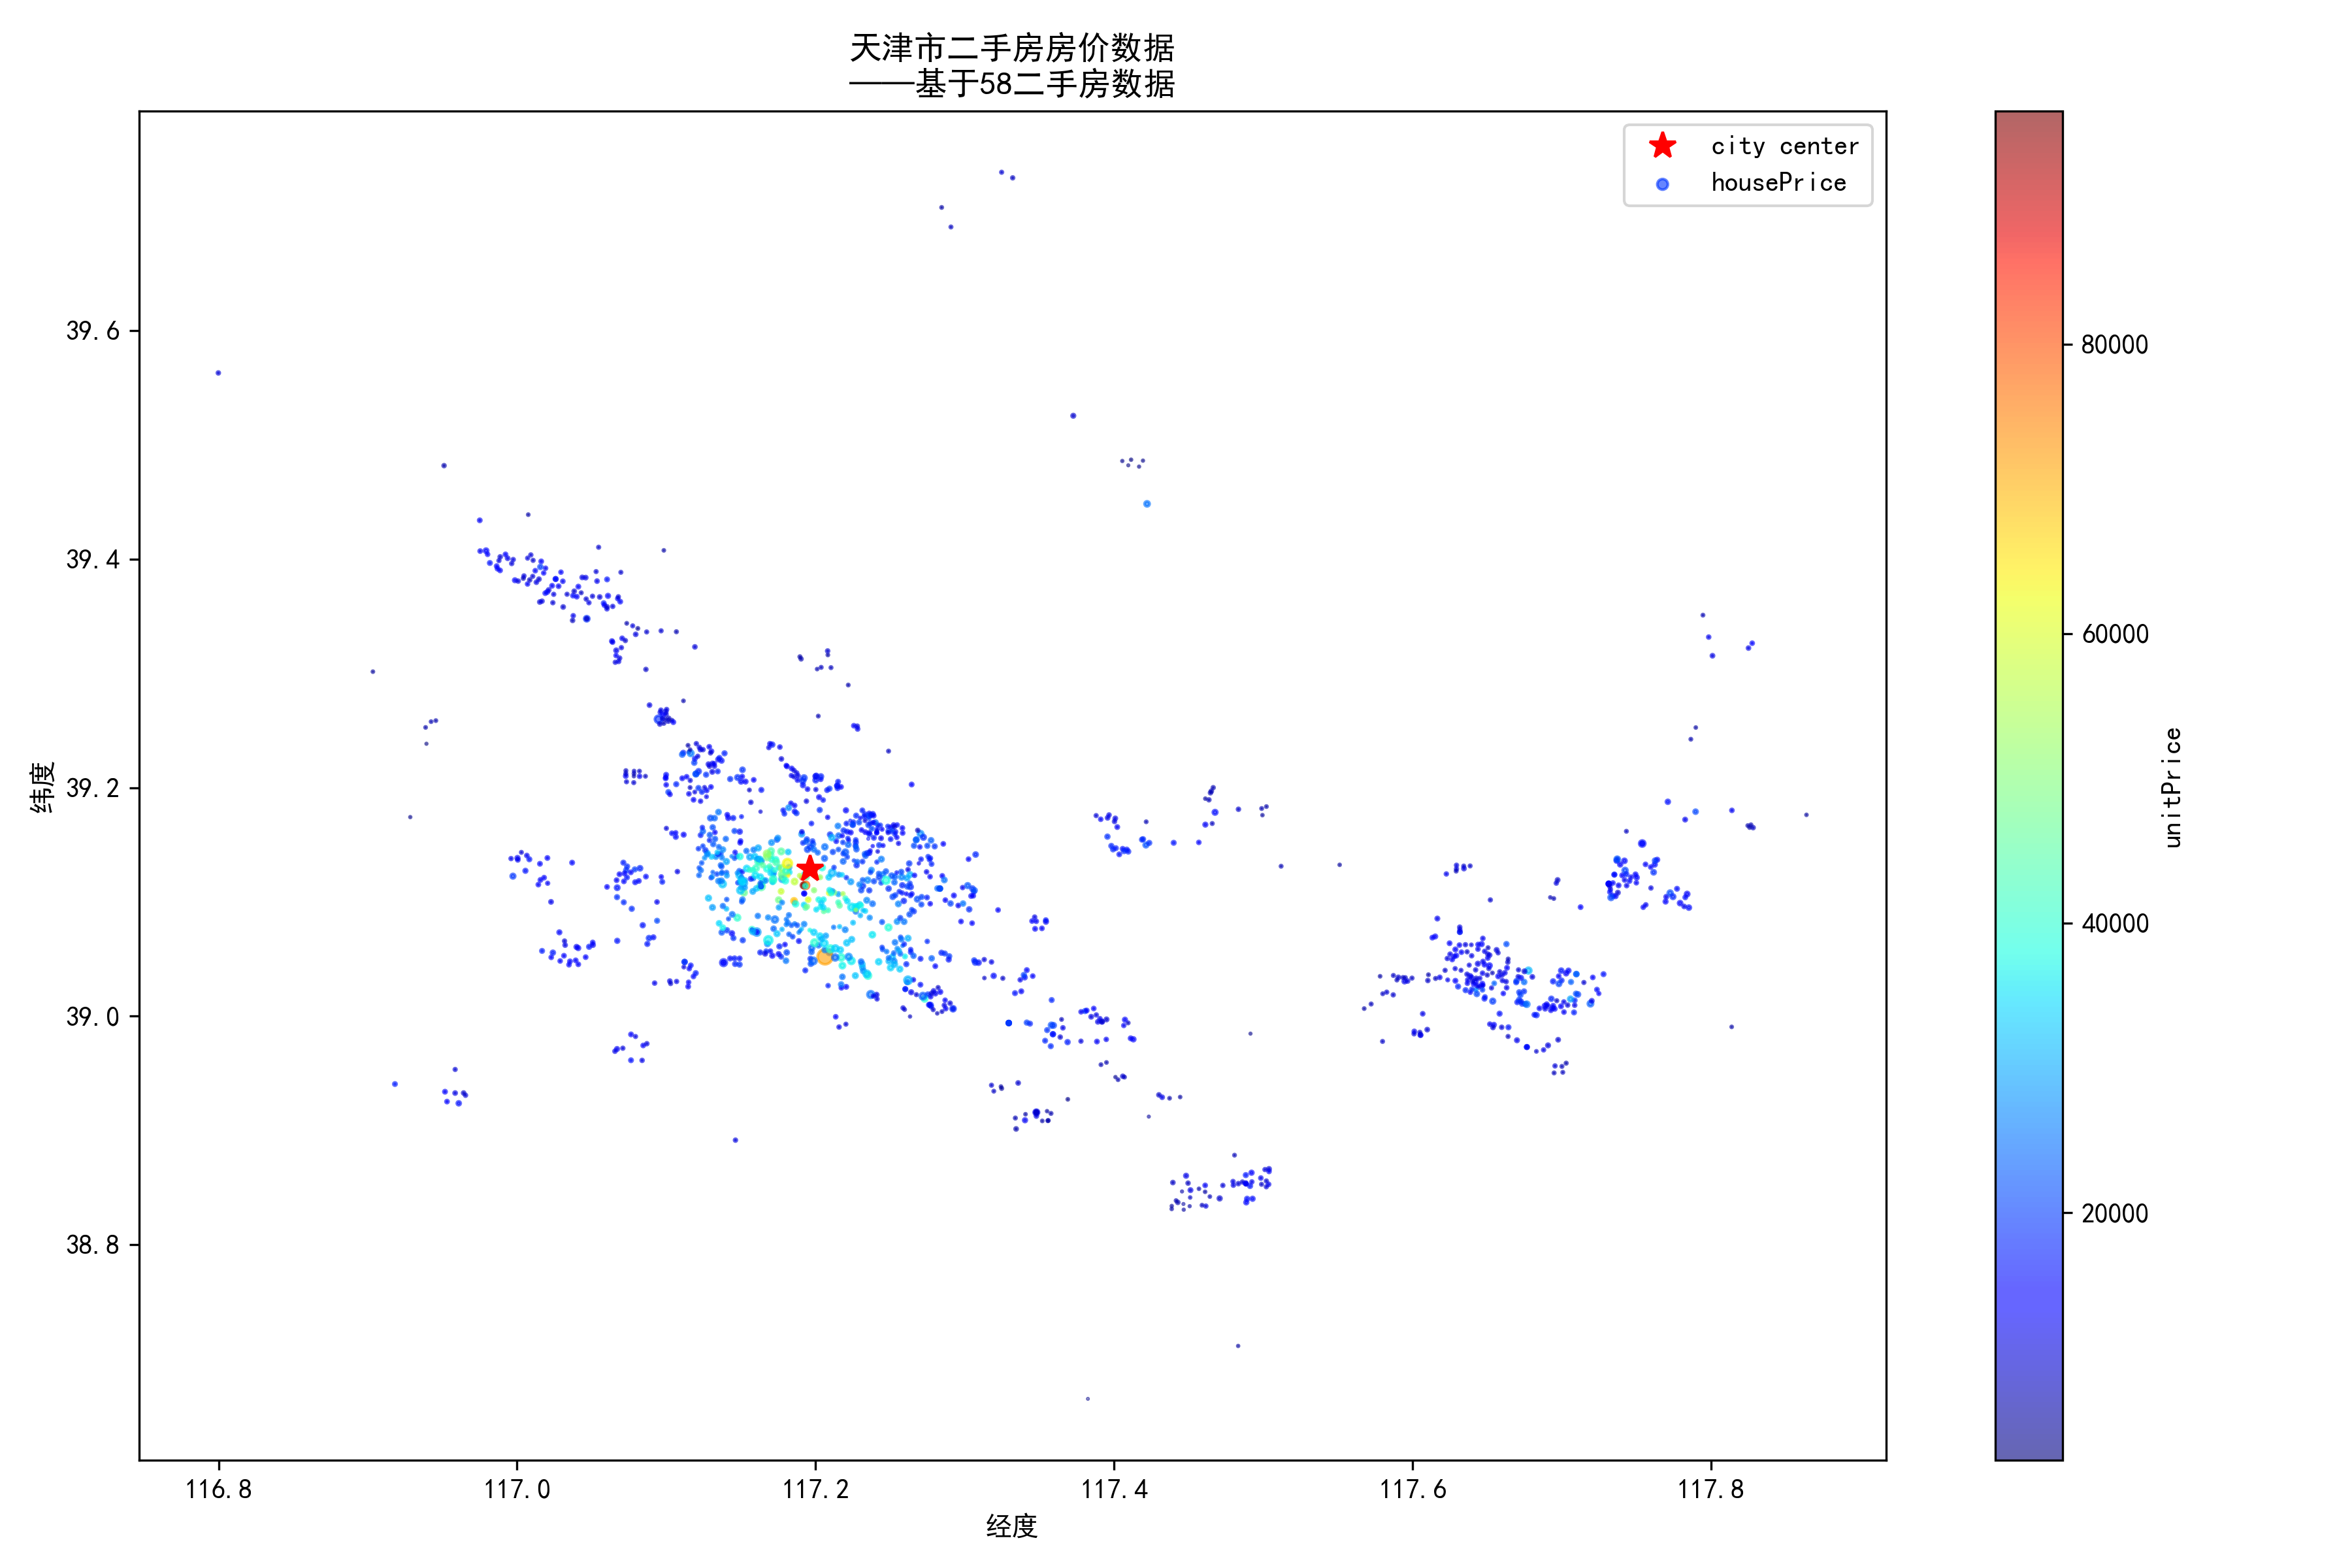 天津市二手房房价数据
——基于58二手房数据
city center
housePrice
纬度
39.6
39.4
39.2
39.0
38.8
116.8
117.0
117.2
117.4
117.6
117.8
经度
80000
60000
40000
20000
unitPrice